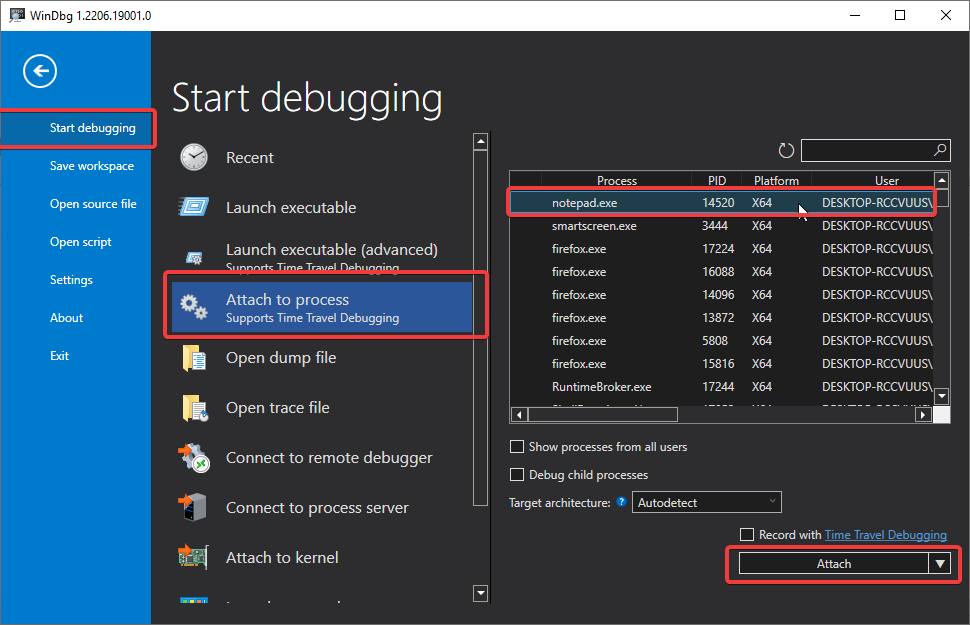 WinDbg 1.2206.19001.0
Start debugging
Save workspace
Open source file
Open script
Settings
About
Exit
Start debugging
Recent
Launch executable
Launch executable (advanced)
Supports Time Travel Debugging
Attach to process
Supports Time Travel Debugging
Open dump file
Open trace file
Connect to remote debugger
Connect to process server
Attach to kernel
Process PID Platform User
notepad.exe 14520 X64 DESKTOP-RCCVUUS\
smartscreen.exe 3444 X64 DESKTOP-RCCVUUS\
firefox.exe 17224 X64 DESKTOP-RCCVUUS\
firefox.exe 16088 X64 DESKTOP-RCCVUUS\
firefox.exe 14096 X64 DESKTOP-RCCVUUS\
firefox.exe 13872 X64 DESKTOP-RCCVUUS\
firefox.exe 5808 X64 DESKTOP-RCCVUUS\
firefox.exe 15816 X64 DESKTOP-RCCVUUS\
RuntimeBroker.exe 17244 X64 DESKTOP-RCCVUUS\
Show processes from all users
Debug child processes
Target architecture: ? Autodetect
Record with Time Travel Debugging
Attach